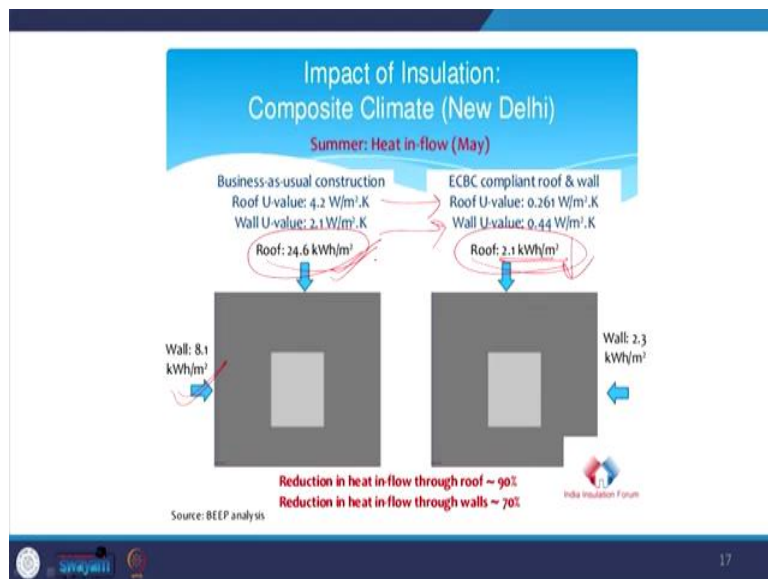 Impact of Insulation:
Composite Climate (New Delhi)
Summer: Heat in-flow (May)
Business-as-usual construction
Roof U-value: 4.2 W/m².K
Wall U-value: 2.1 W/m².K
Roof: 24.6 kWh/m²
ECBC compliant roof & wall
Roof U-value: 0.261 W/m².K
Wall U-value: 0.44 W/m².K
Roof: 2.1 kWh/m²
Wall: 8.1
kWh/m²
Wall: 2.3
kWh/m²
Reduction in heat in-flow through roof ~ 90%
Reduction in heat in-flow through walls ~ 70%
India Insulation Forum
Source: BEEP analysis
swayam
17